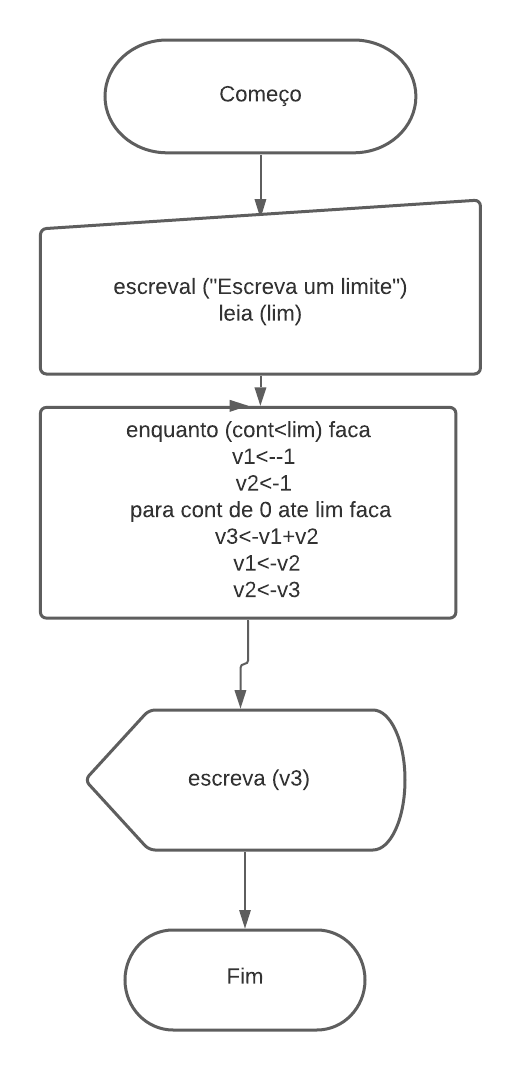 Começo
escreval ("Escreva um limite")
leia (lim)
enquanto (cont<lim) faca
v1<--1
v2<-1
para cont de 0 ate lim faca
v3<-v1+v2
v1<-v2
v2<-v3
escreva (v3)
Fim